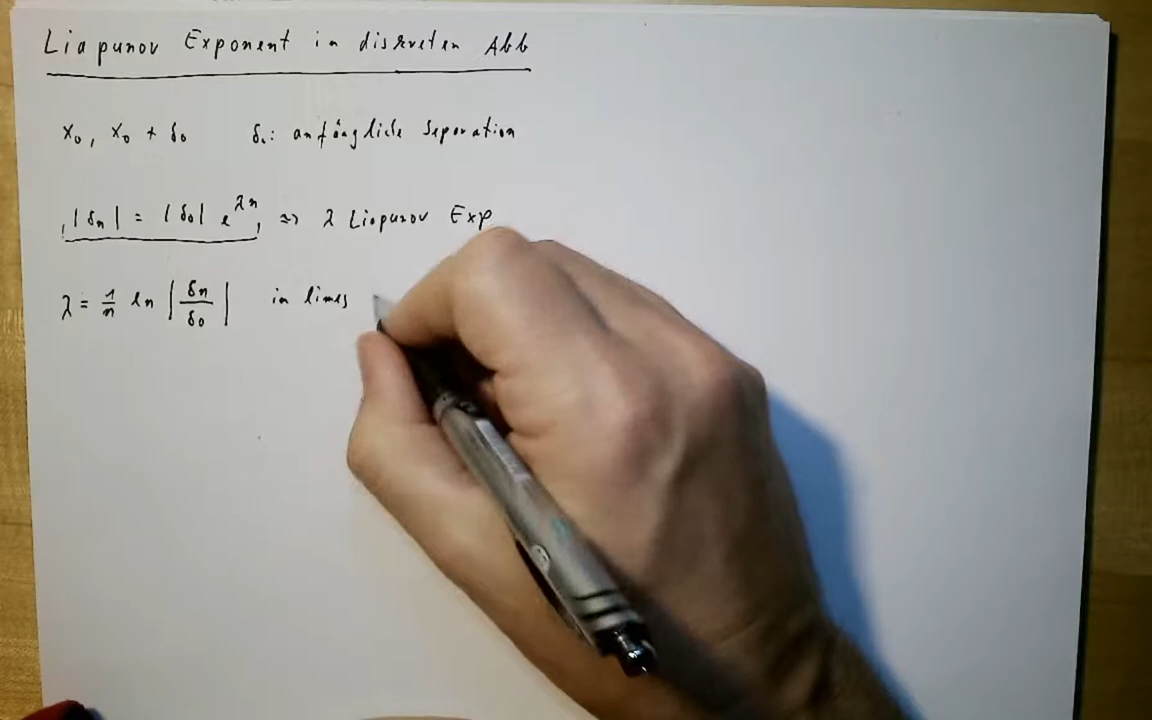 Liapunov Exponent in diskreten Abb
x₀, x₀ + δ₀ δ₀: anfängliche Separation
|δₙ| = |δ₀| e^{λn} => λ Liapunov Exp
λ = 1/n ln |δₙ/δ₀| in limes